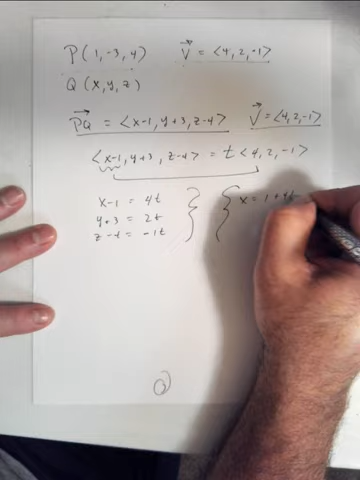 P(1,-3,4) V⃗ = <4,2,-1>
Q(x,y,z)
PQ⃗ = <x-1,y+3,z-4> V⃗ = <4,2,-1>
<x-1,y+3,z-4> = t<4,2,-1>
x-1 = 4t } { x = 1+4t
y+3 = 2t
z-4 = -1t